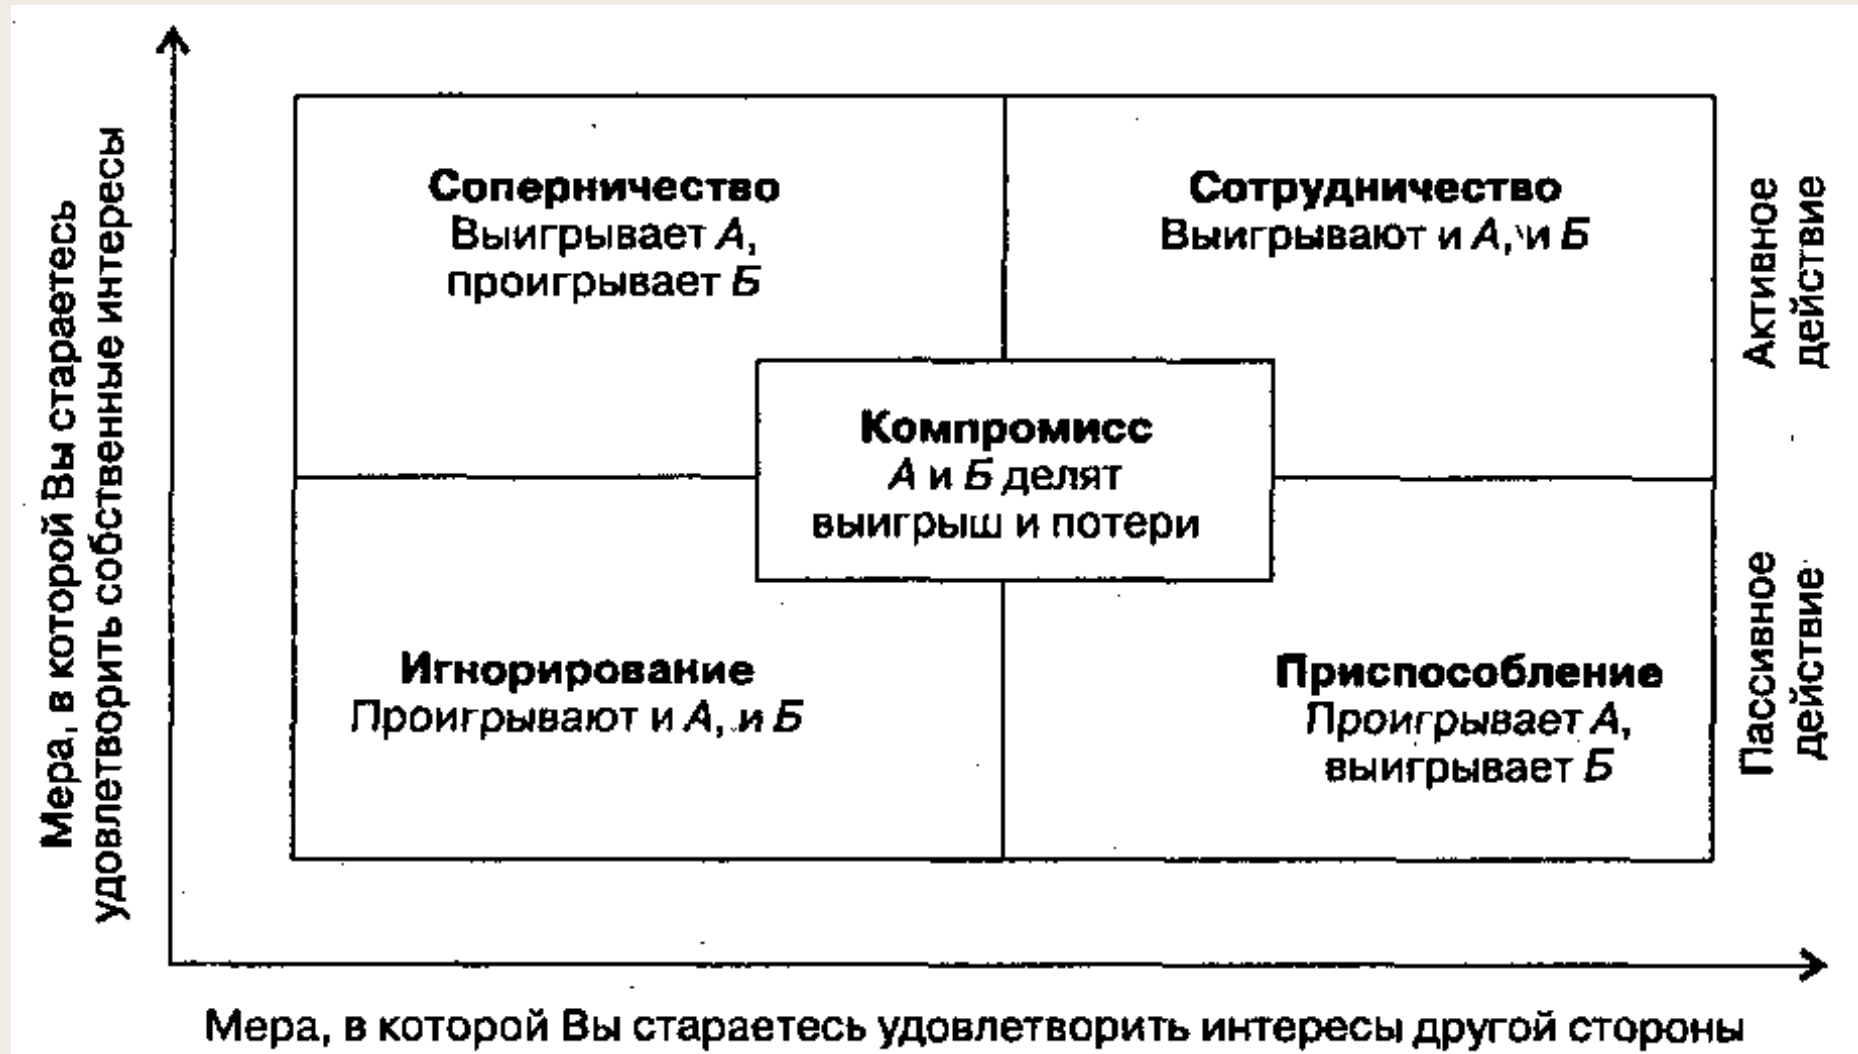 Мера, в которой Вы стараетесь
удовлетворить собственные интересы
Соперничество
Выигрывает А,
проигрывает Б
Сотрудничество
Выигрывают и А, и Б
Активное
действие
Компромисс
А и Б делят
выигрыш и потери
Игнорирование
Проигрывают и А, и Б
Приспособление
Проигрывает А,
выигрывает Б
Пассивное
действие
Мера, в которой Вы стараетесь удовлетворить интересы другой стороны